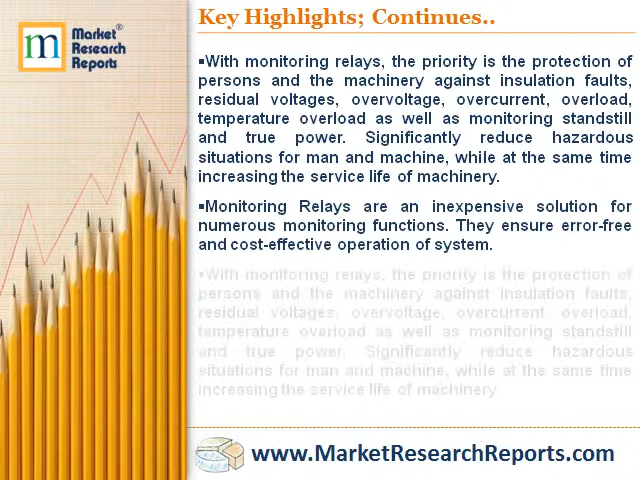 Market®
Research
Reports
m
Key Highlights; Continues..
▪With monitoring relays, the priority is the protection of
persons and the machinery against insulation faults,
residual voltages, overvoltage, overcurrent, overload,
temperature overload as well as monitoring standstill
and true power. Significantly reduce hazardous
situations for man and machine, while at the same time
increasing the service life of machinery.
▪Monitoring Relays are an inexpensive solution for
numerous monitoring functions. They ensure error-free
and cost-effective operation of system.
▪With monitoring relays, the priority is the protection of
persons and the machinery against insulation faults,
residual voltages, overvoltage, overcurrent overload,
temperature overload as well as monitoring standstill
and true power. Significantly reduce hazardous
situations for man and machine, while at the same time
increasing the service life of machinery
www.MarketResearchReports.com